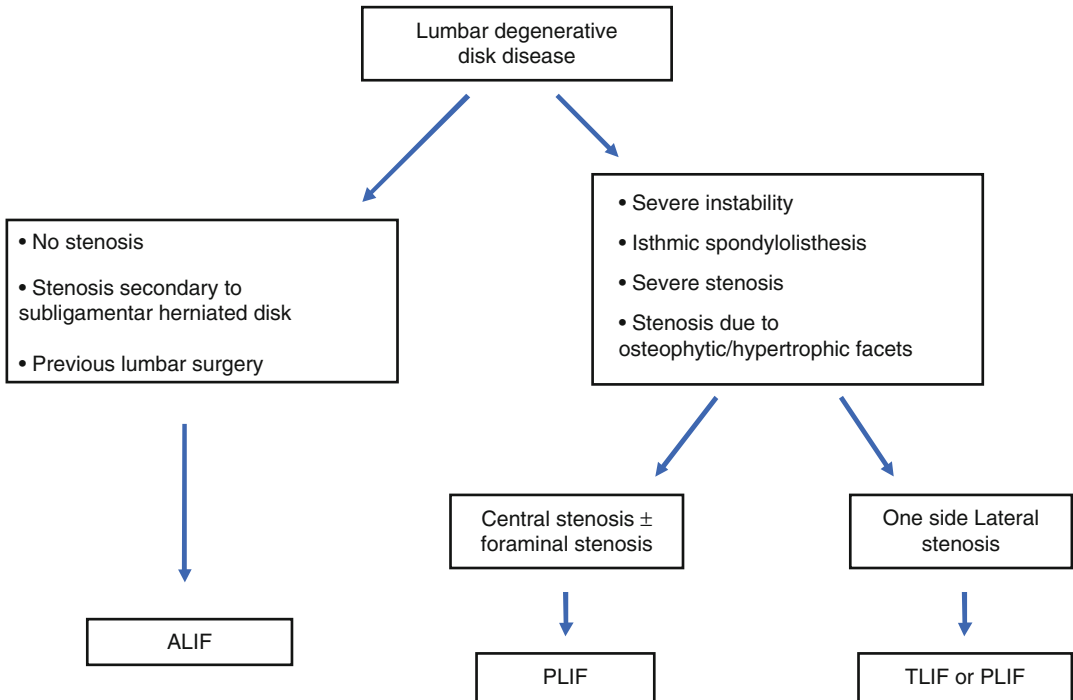 Lumbar degenerative
disk disease
• No stenosis
• Stenosis secondary to
subligamentar herniated disk
• Previous lumbar surgery
• Severe instability
• Isthmic spondylolisthesis
• Severe stenosis
• Stenosis due to
osteophytic/hypertrophic facets
Central stenosis ±
foraminal stenosis
One side Lateral
stenosis
ALIF
PLIF
TLIF or PLIF